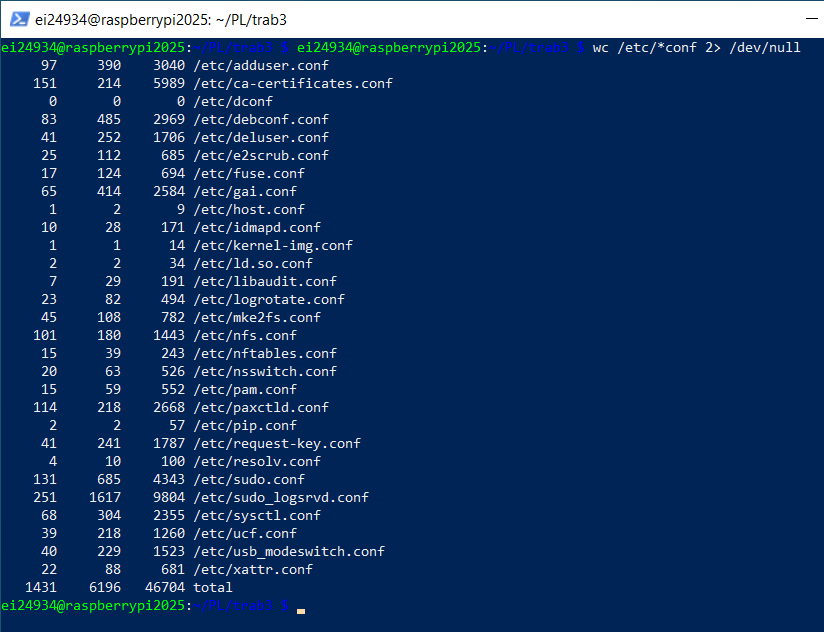 ei24934@raspberrypi2025: ~/PL/trab3
ei24934@raspberrypi2025:~/PL/trab3 $ ei24934@raspberrypi2025:~/PL/trab3 $ wc /etc/*conf 2> /dev/null
97 390 3040 /etc/adduser.conf
151 214 5989 /etc/ca-certificates.conf
0 0 0 /etc/dconf
83 485 2969 /etc/debconf.conf
41 252 1706 /etc/deluser.conf
25 112 685 /etc/e2scrub.conf
17 124 694 /etc/fuse.conf
65 414 2584 /etc/gai.conf
1 2 9 /etc/host.conf
10 28 171 /etc/idmapd.conf
1 1 14 /etc/kernel-img.conf
2 2 34 /etc/ld.so.conf
7 29 191 /etc/libaudit.conf
23 82 494 /etc/logrotate.conf
45 108 782 /etc/mke2fs.conf
101 180 1443 /etc/nfs.conf
15 39 243 /etc/nftables.conf
20 63 526 /etc/nsswitch.conf
15 59 552 /etc/pam.conf
114 218 2668 /etc/paxctld.conf
2 2 57 /etc/pip.conf
41 241 1787 /etc/request-key.conf
4 10 100 /etc/resolv.conf
131 685 4343 /etc/sudo.conf
251 1617 9804 /etc/sudo_logsrvd.conf
68 304 2355 /etc/sysctl.conf
39 218 1260 /etc/ucf.conf
40 229 1523 /etc/usb_modeswitch.conf
22 88 681 /etc/xattr.conf
1431 6196 46704 total
ei24934@raspberrypi2025:~/PL/trab3 $